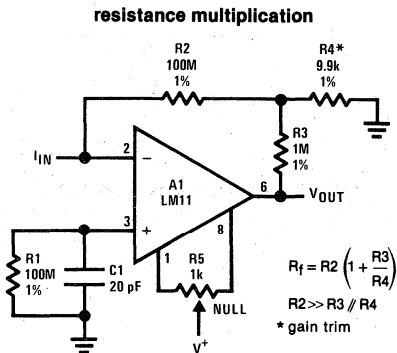 resistance multiplication
R2
100M
1%
R4*
9.9k
1%
R3
1M
1%
IIN
2
−
A1
LM11
6
VOUT
3
+
8
1
R1
100M
1%
C1
20 pF
R5
1k
NULL
V+
Rf = R2 (1 + R3/R4)
R2>> R3 // R4
* gain trim